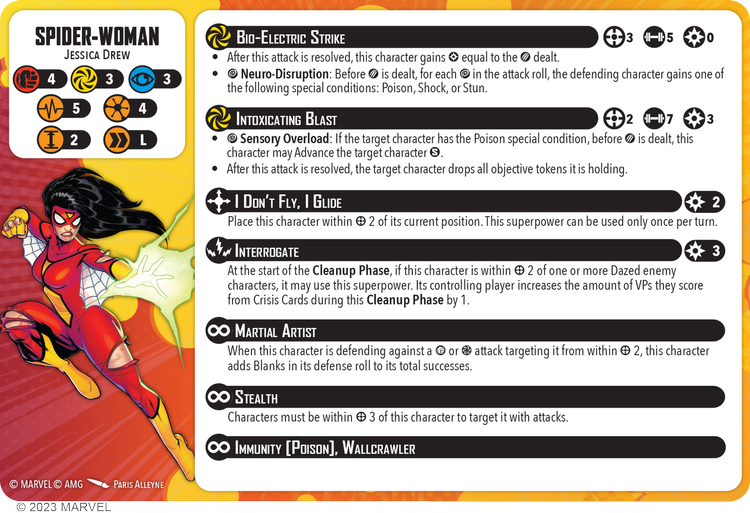 SPIDER-WOMAN
JESSICA DREW
4 3 3
5 4
2 L
BIO-ELECTRIC STRIKE 3 5 0
• After this attack is resolved, this character gains equal to the dealt.
• Neuro-Disruption: Before is dealt, for each in the attack roll, the defending character gains one of
the following special conditions: Poison, Shock, or Stun.
INTOXICATING BLAST 2 7 3
• Sensory Overload: If the target character has the Poison special condition, before is dealt, this
character may Advance the target character S.
• After this attack is resolved, the target character drops all objective tokens it is holding.
I DON'T FLY, I GLIDE 2
Place this character within 2 of its current position. This superpower can be used only once per turn.
INTERROGATE 3
At the start of the Cleanup Phase, if this character is within 2 of one or more Dazed enemy
characters, it may use this superpower. Its controlling player increases the amount of VPs they score
from Crisis Cards during this Cleanup Phase by 1.
MARTIAL ARTIST
When this character is defending against a or attack targeting it from within 2, this character
adds Blanks in its defense roll to its total successes.
STEALTH
Characters must be within 3 of this character to target it with attacks.
IMMUNITY [POISON], WALLCRAWLER
© MARVEL © AMG PARIS ALLEYNE
© 2023 MARVEL